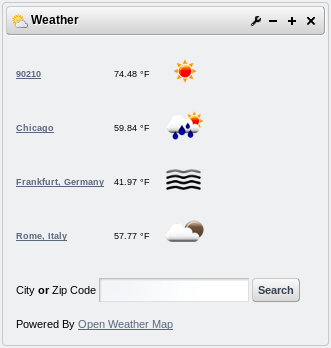 Weather
90210 74.48 °F
Chicago 59.84 °F
Frankfurt, Germany 41.97 °F
Rome, Italy 57.77 °F
City or Zip Code Search
Powered By Open Weather Map